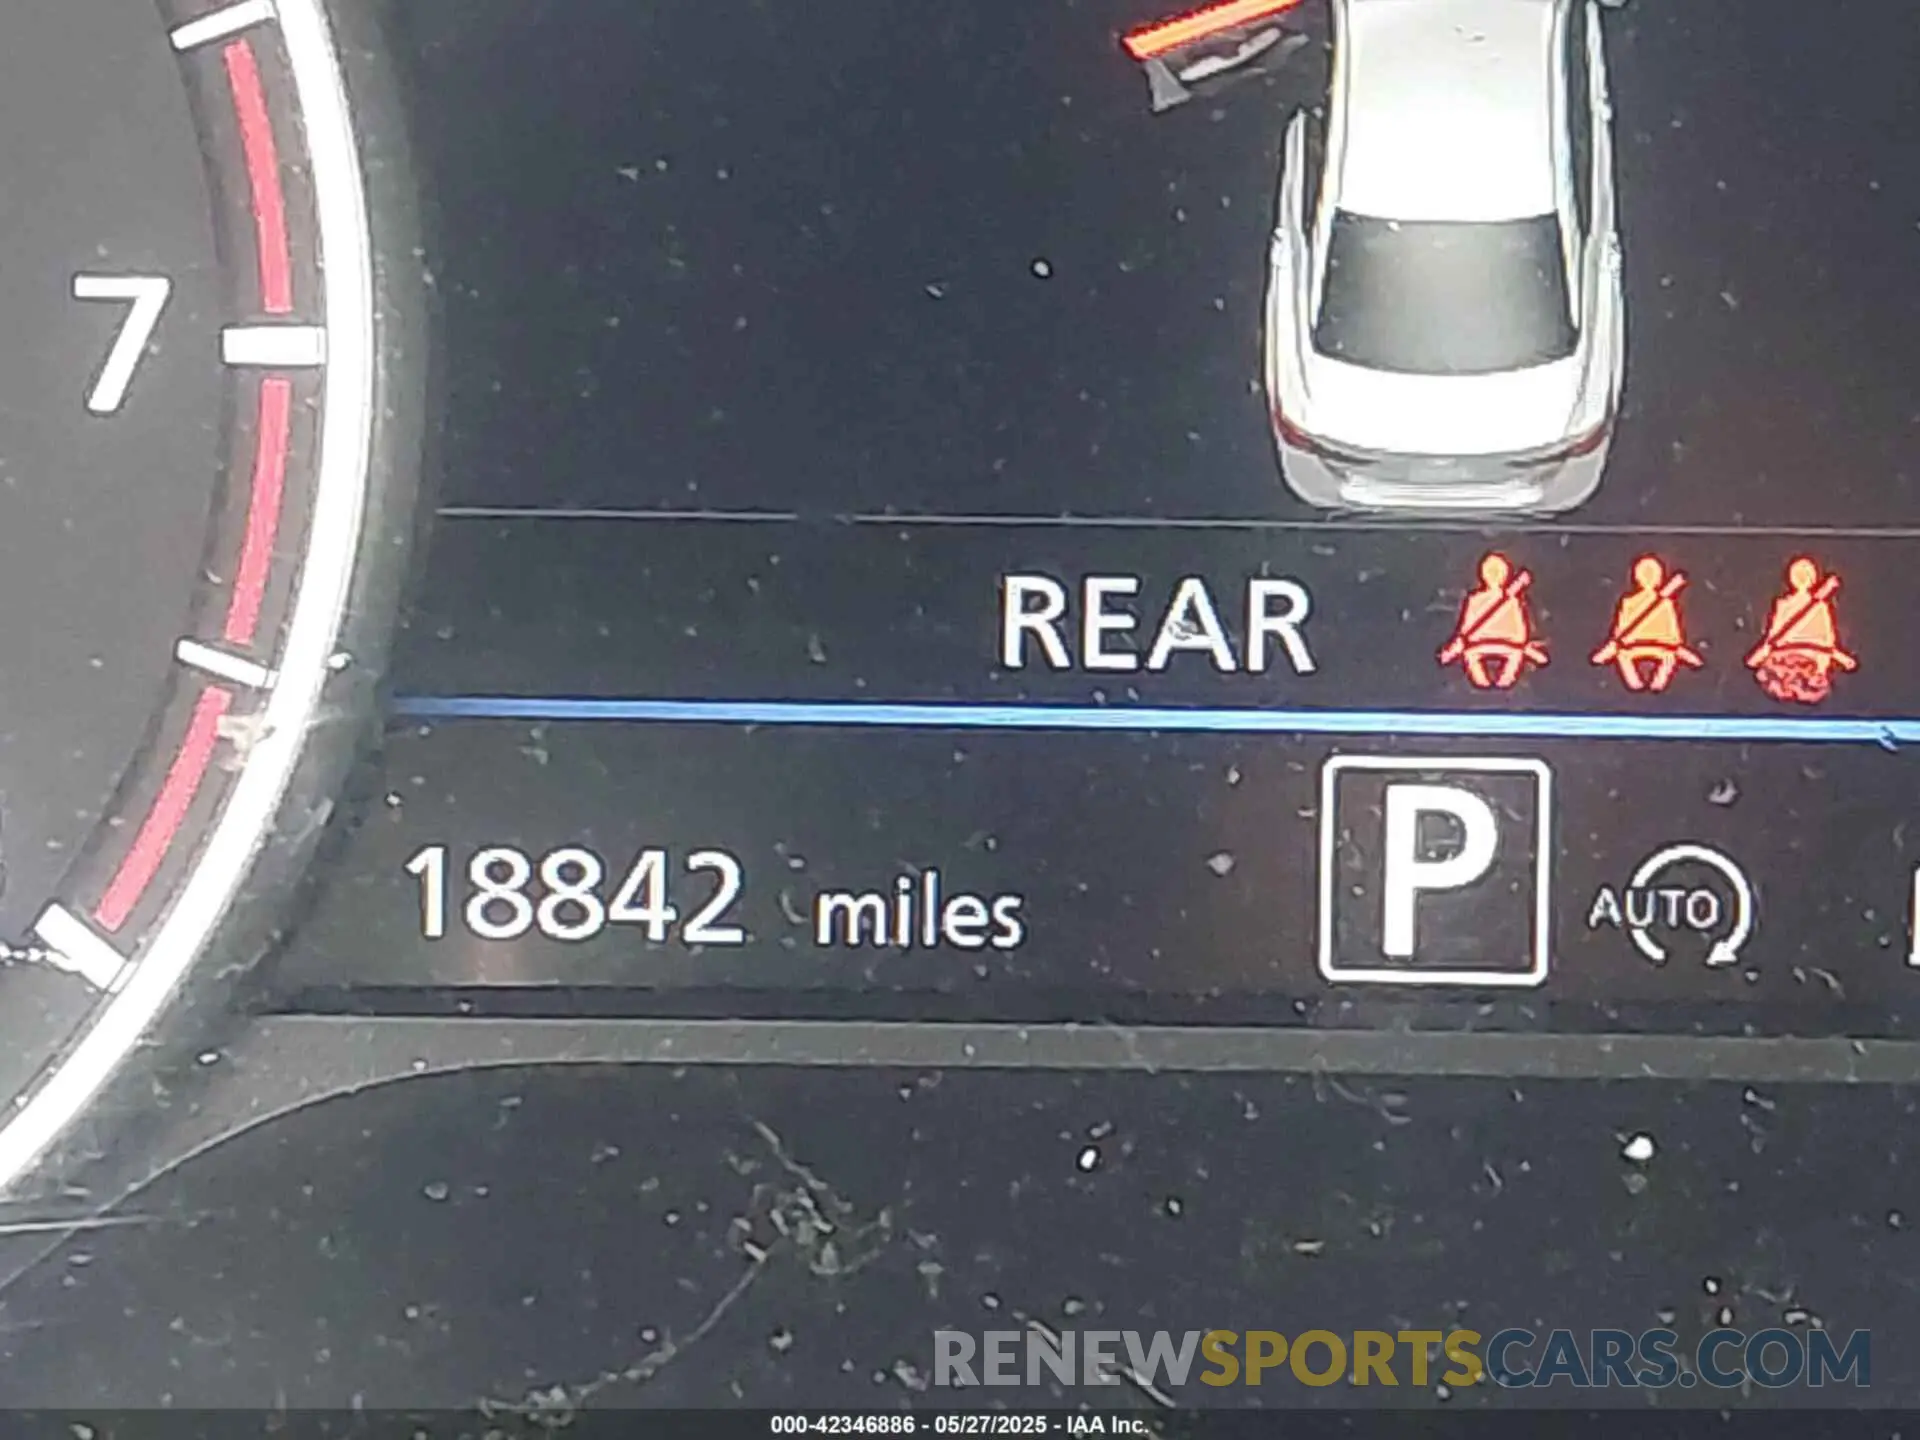 7
REAR
18842 miles
P
AUTO
RENEWSPORTSCARS.COM
000-42346886 - 05/27/2025 - IAA Inc.